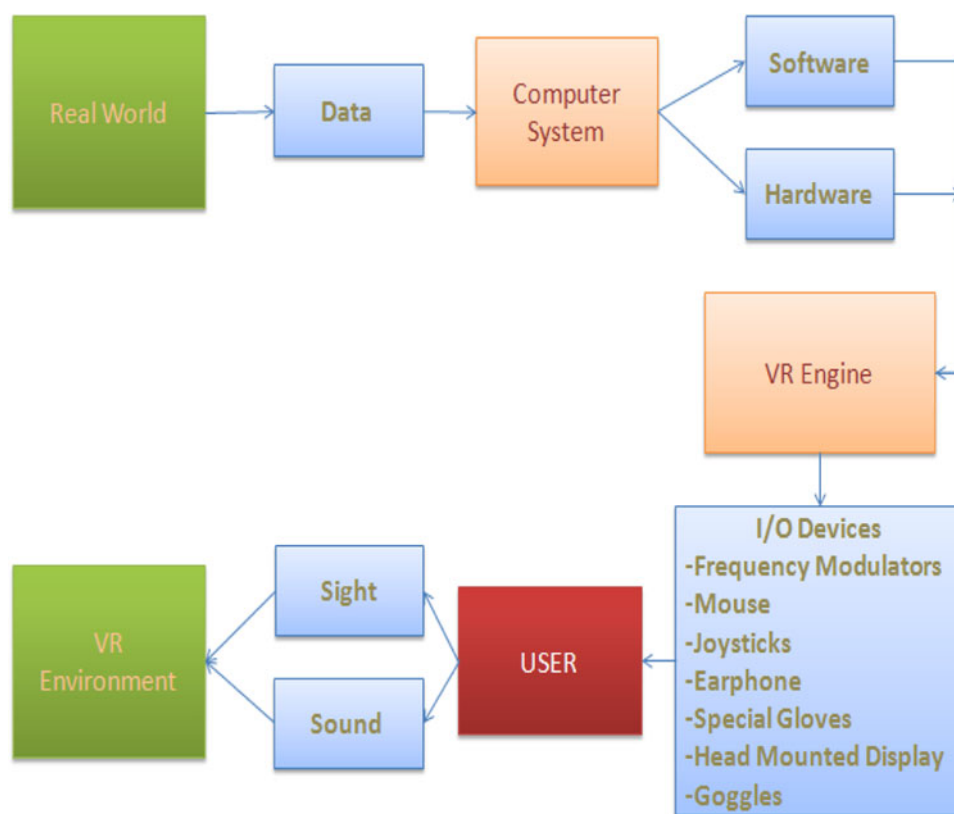 Real World
Data
Computer
System
Software
Hardware
VR Engine
I/O Devices
-Frequency Modulators
-Mouse
-Joysticks
-Earphone
-Special Gloves
-Head Mounted Display
-Goggles
USER
Sight
Sound
VR
Environment